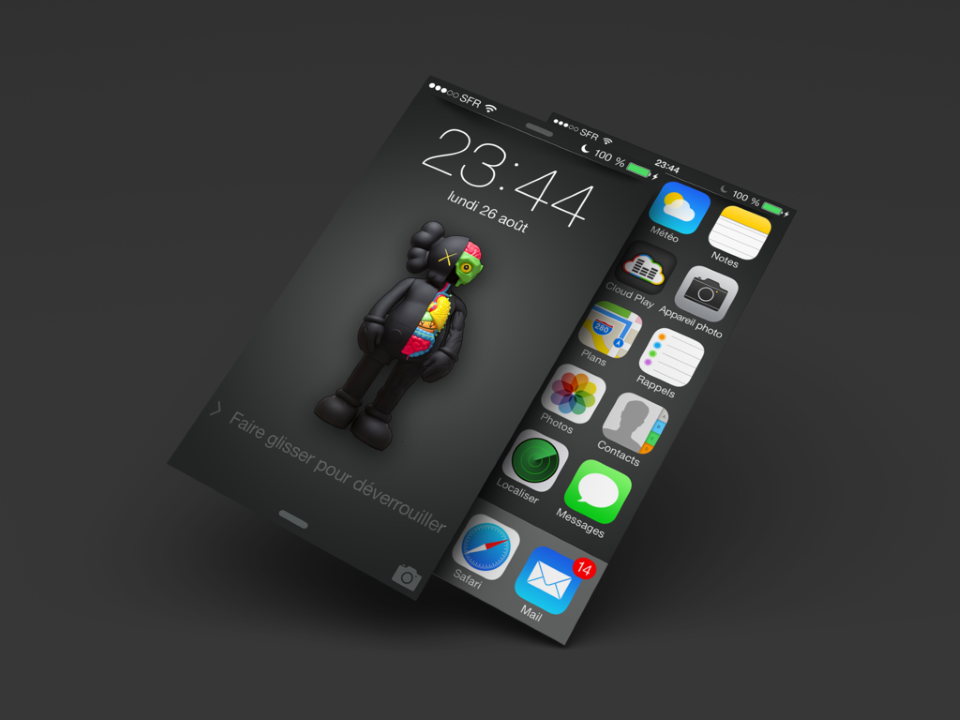 SFR
100 %
23:44
lundi 26 août
Faire glisser pour déverrouiller
SFR
23:44
100 %
Météo
Notes
Cloud Play
Appareil photo
280
Plans
Rappels
Photos
Contacts
Localiser
Messages
Safari
14
Mail